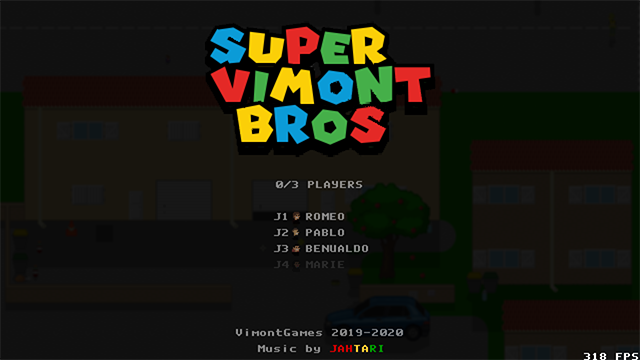 SUPER
VIMONT
BROS
0/3 PLAYERS
J1 ROMEO
J2 PABLO
J3 BENUALDO
J4 MARIE
VimontGames 2019-2020
Music by JAHTARI
318 FPS